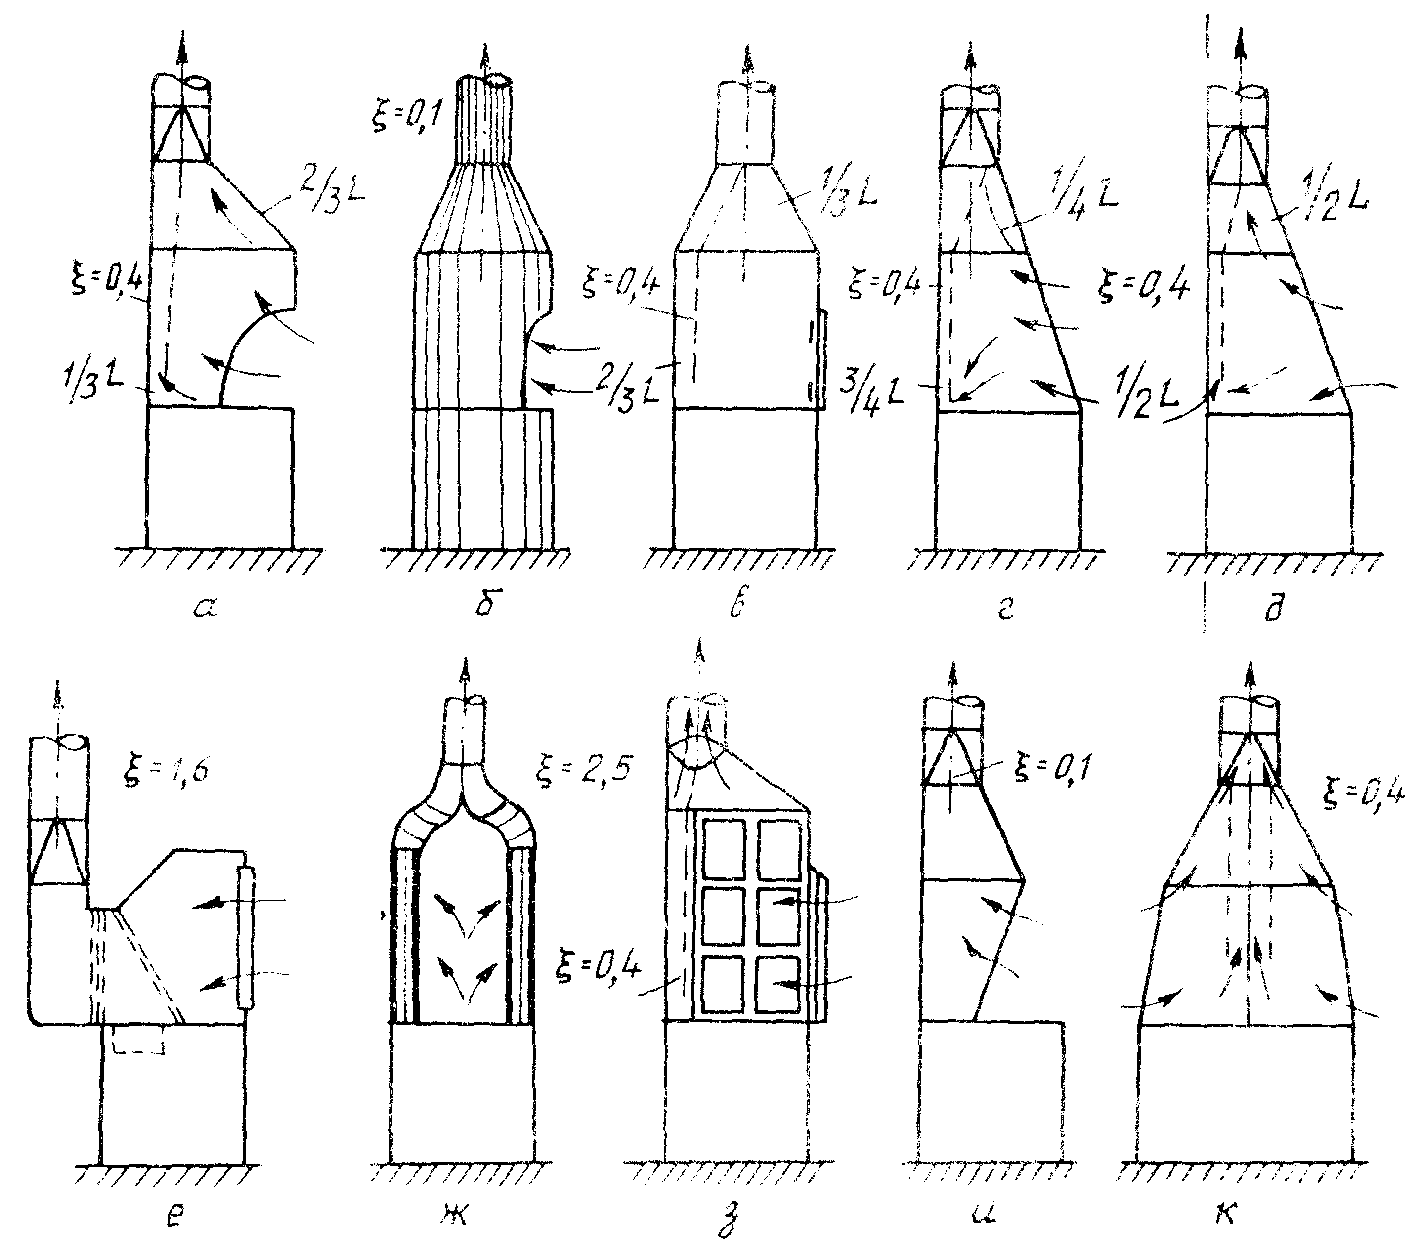 ξ=0,1
2/3 L
1/3 L
1/4 L
1/2 L
ξ=0,4
ξ=0,4
ξ=0,4
ξ=0,4
1/3 L
2/3 L
3/4 L
1/2 L
а
б
в
г
д
ξ=1,6
ξ=2,5
ξ=0,1
ξ=0,4
ξ=0,4
е
ж
з
и
к